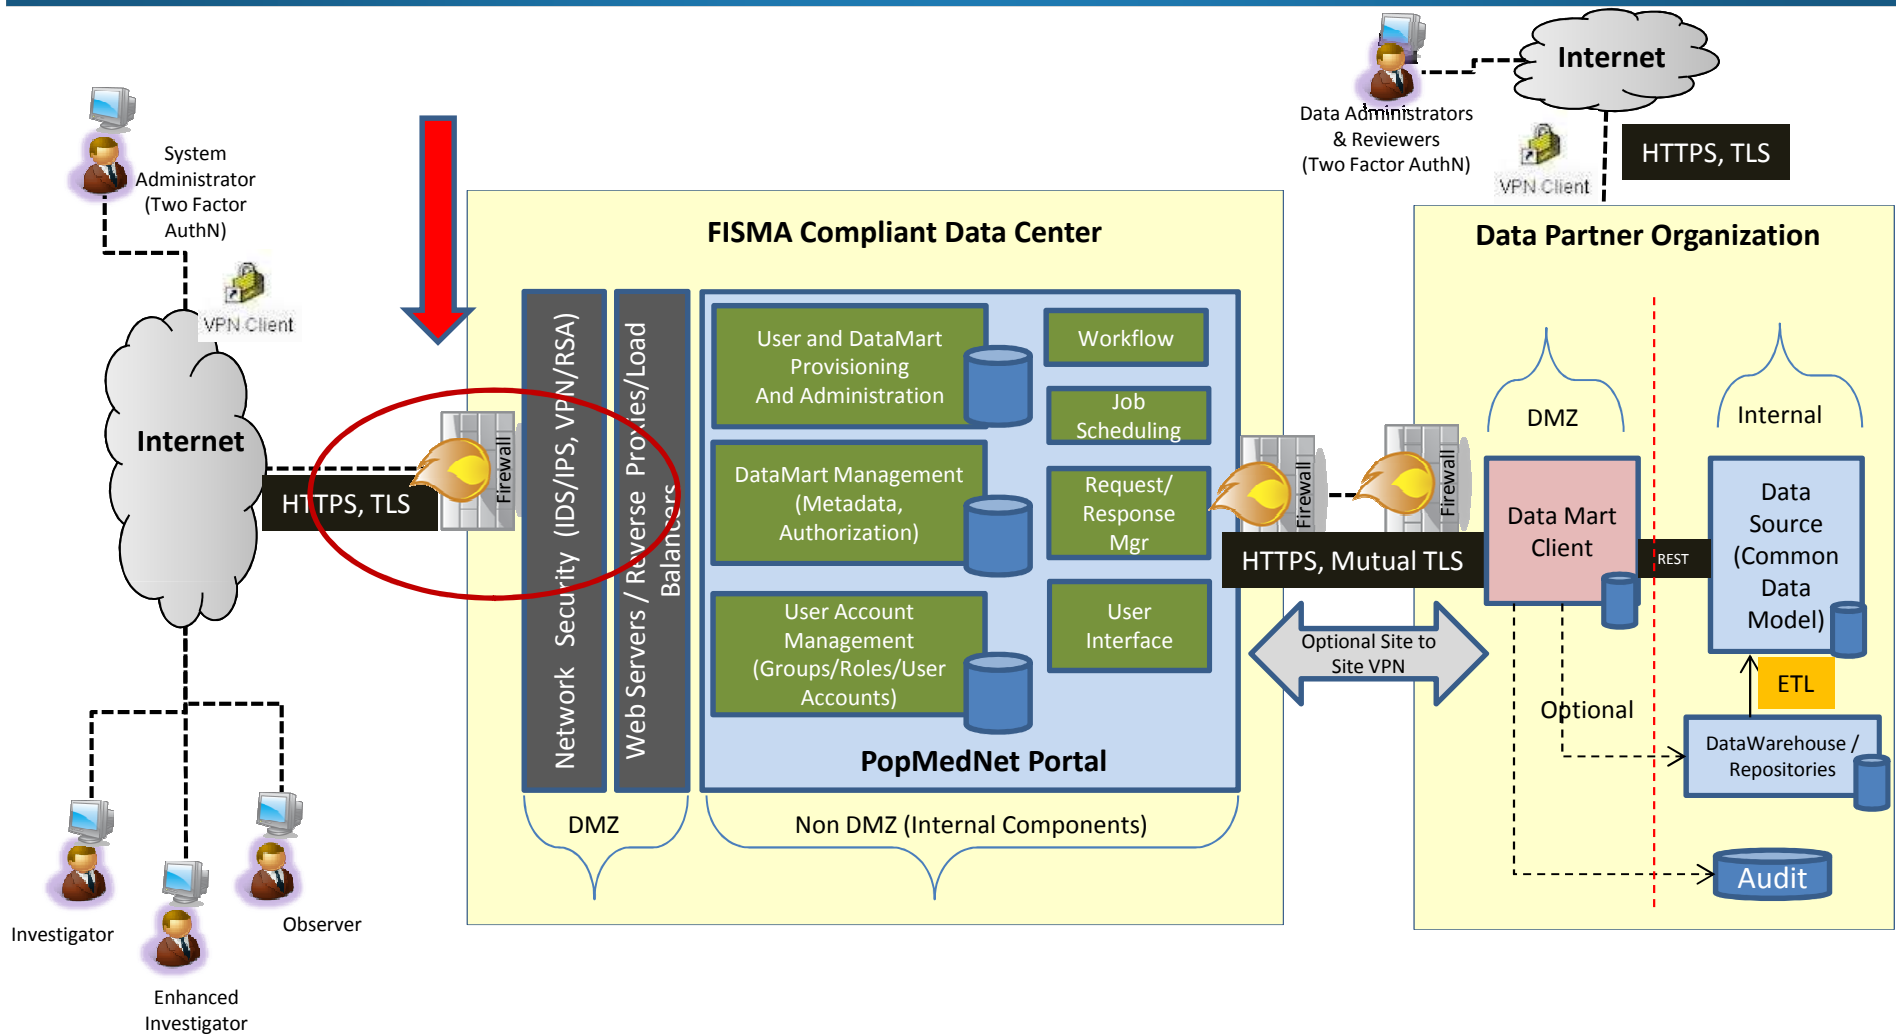 System
Administrator
(Two Factor
AuthN)
VPN Client
Internet
HTTPS, TLS
Firewall
Investigator
Enhanced
Investigator
Observer
FISMA Compliant Data Center
Network Security (IDS/IPS, VPN/RSA)
Web Servers / Reverse Proxies/Load
Balancers
User and DataMart
Provisioning
And Administration
DataMart Management
(Metadata,
Authorization)
User Account
Management
(Groups/Roles/User
Accounts)
Workflow
Job
Scheduling
Request/
Response
Mgr
User
Interface
PopMedNet Portal
DMZ
Non DMZ (Internal Components)
Firewall
Firewall
HTTPS, Mutual TLS
Optional Site to
Site VPN
Data Administrators
& Reviewers
(Two Factor AuthN)
Internet
VPN Client
HTTPS, TLS
Data Partner Organization
DMZ
Internal
Data Mart
Client
REST
Data
Source
(Common
Data
Model)
ETL
Optional
DataWarehouse /
Repositories
Audit